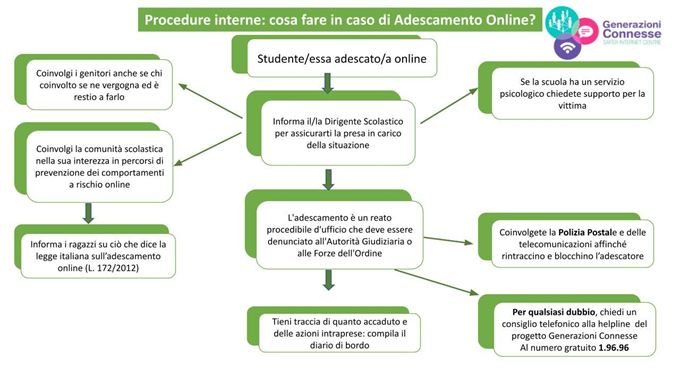 Procedure interne: cosa fare in caso di Adescamento Online?
Generazioni
Connesse
SAFER INTERNET CENTRE
Studente/essa adescato/a online
Coinvolgi i genitori anche se chi
coinvolto se ne vergogna ed è
restio a farlo
Informa il/la Dirigente Scolastico
per assicurarti la presa in carico
della situazione
Se la scuola ha un servizio
psicologico chiedete supporto per la
vittima
Coinvolgi la comunità scolastica
nella sua interezza in percorsi di
prevenzione dei comportamenti
a rischio online
Informa i ragazzi su ciò che dice la
legge italiana sull'adescamento
online (L. 172/2012)
L'adescamento è un reato
procedibile d'ufficio che deve essere
denunciato all'Autorità Giudiziaria o
alle Forze dell'Ordine
Coinvolgete la Polizia Postale e delle
telecomunicazioni affinché
rintraccino e blocchino l'adescatore
Tieni traccia di quanto accaduto e
delle azioni intraprese: compila il
diario di bordo
Per qualsiasi dubbio, chiedi un
consiglio telefonico alla helpline del
progetto Generazioni Connesse
Al numero gratuito 1.96.96